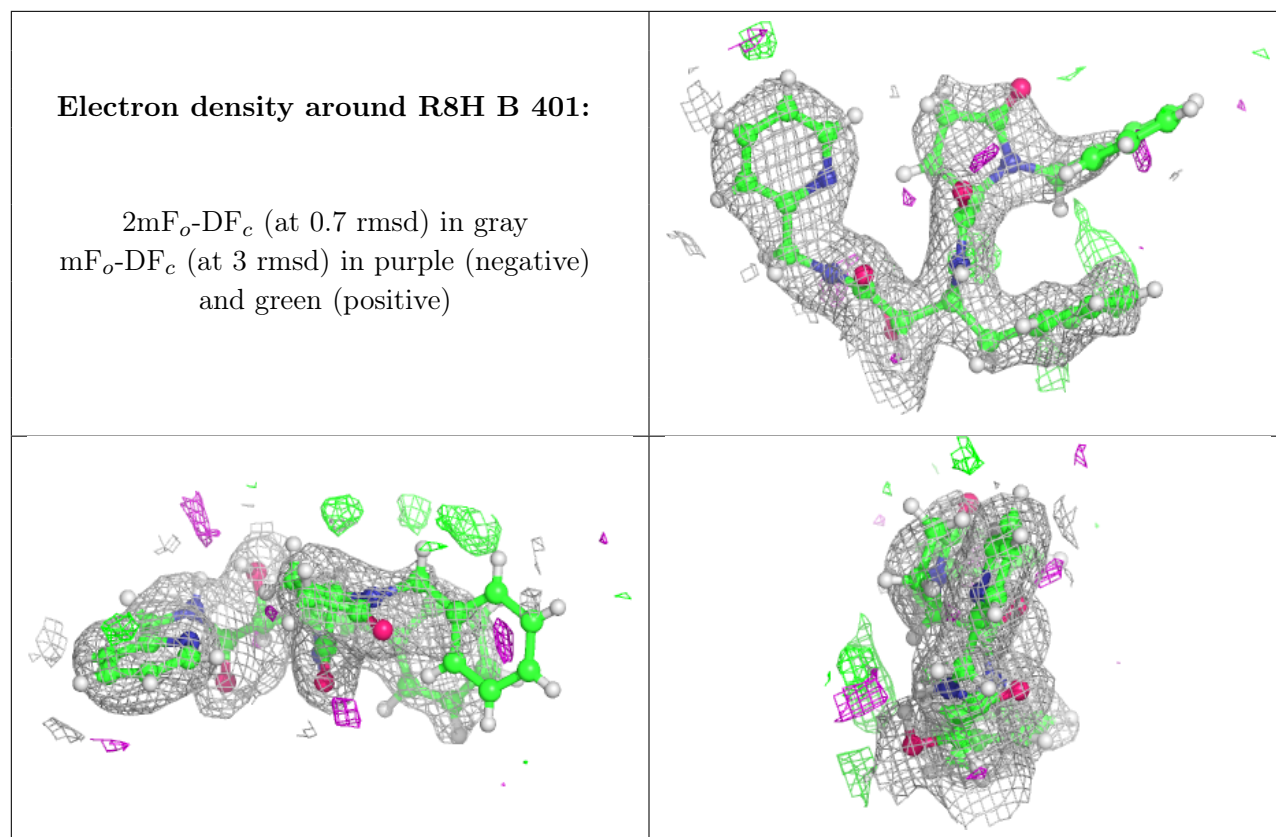 Electron density around R8H B 401:
2mFo-DFc (at 0.7 rmsd) in gray
mFo-DFc (at 3 rmsd) in purple (negative)
and green (positive)